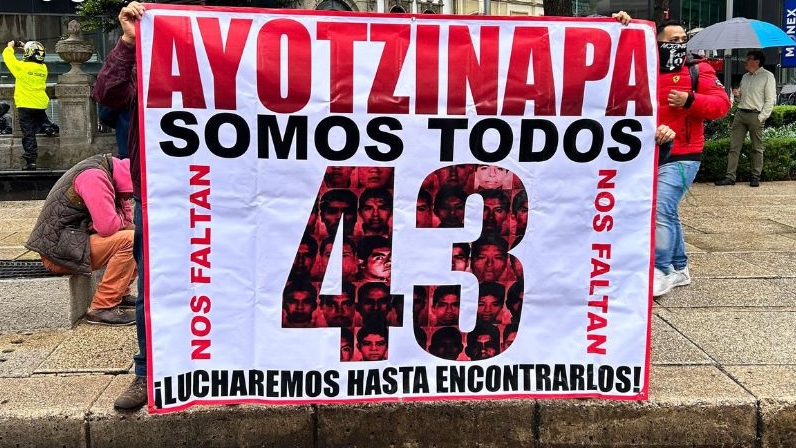 AYOTZINAPA
SOMOS TODOS
NOS FALTAN
43
NOS FALTAN
¡LUCHAREMOS HASTA ENCONTRARLOS!